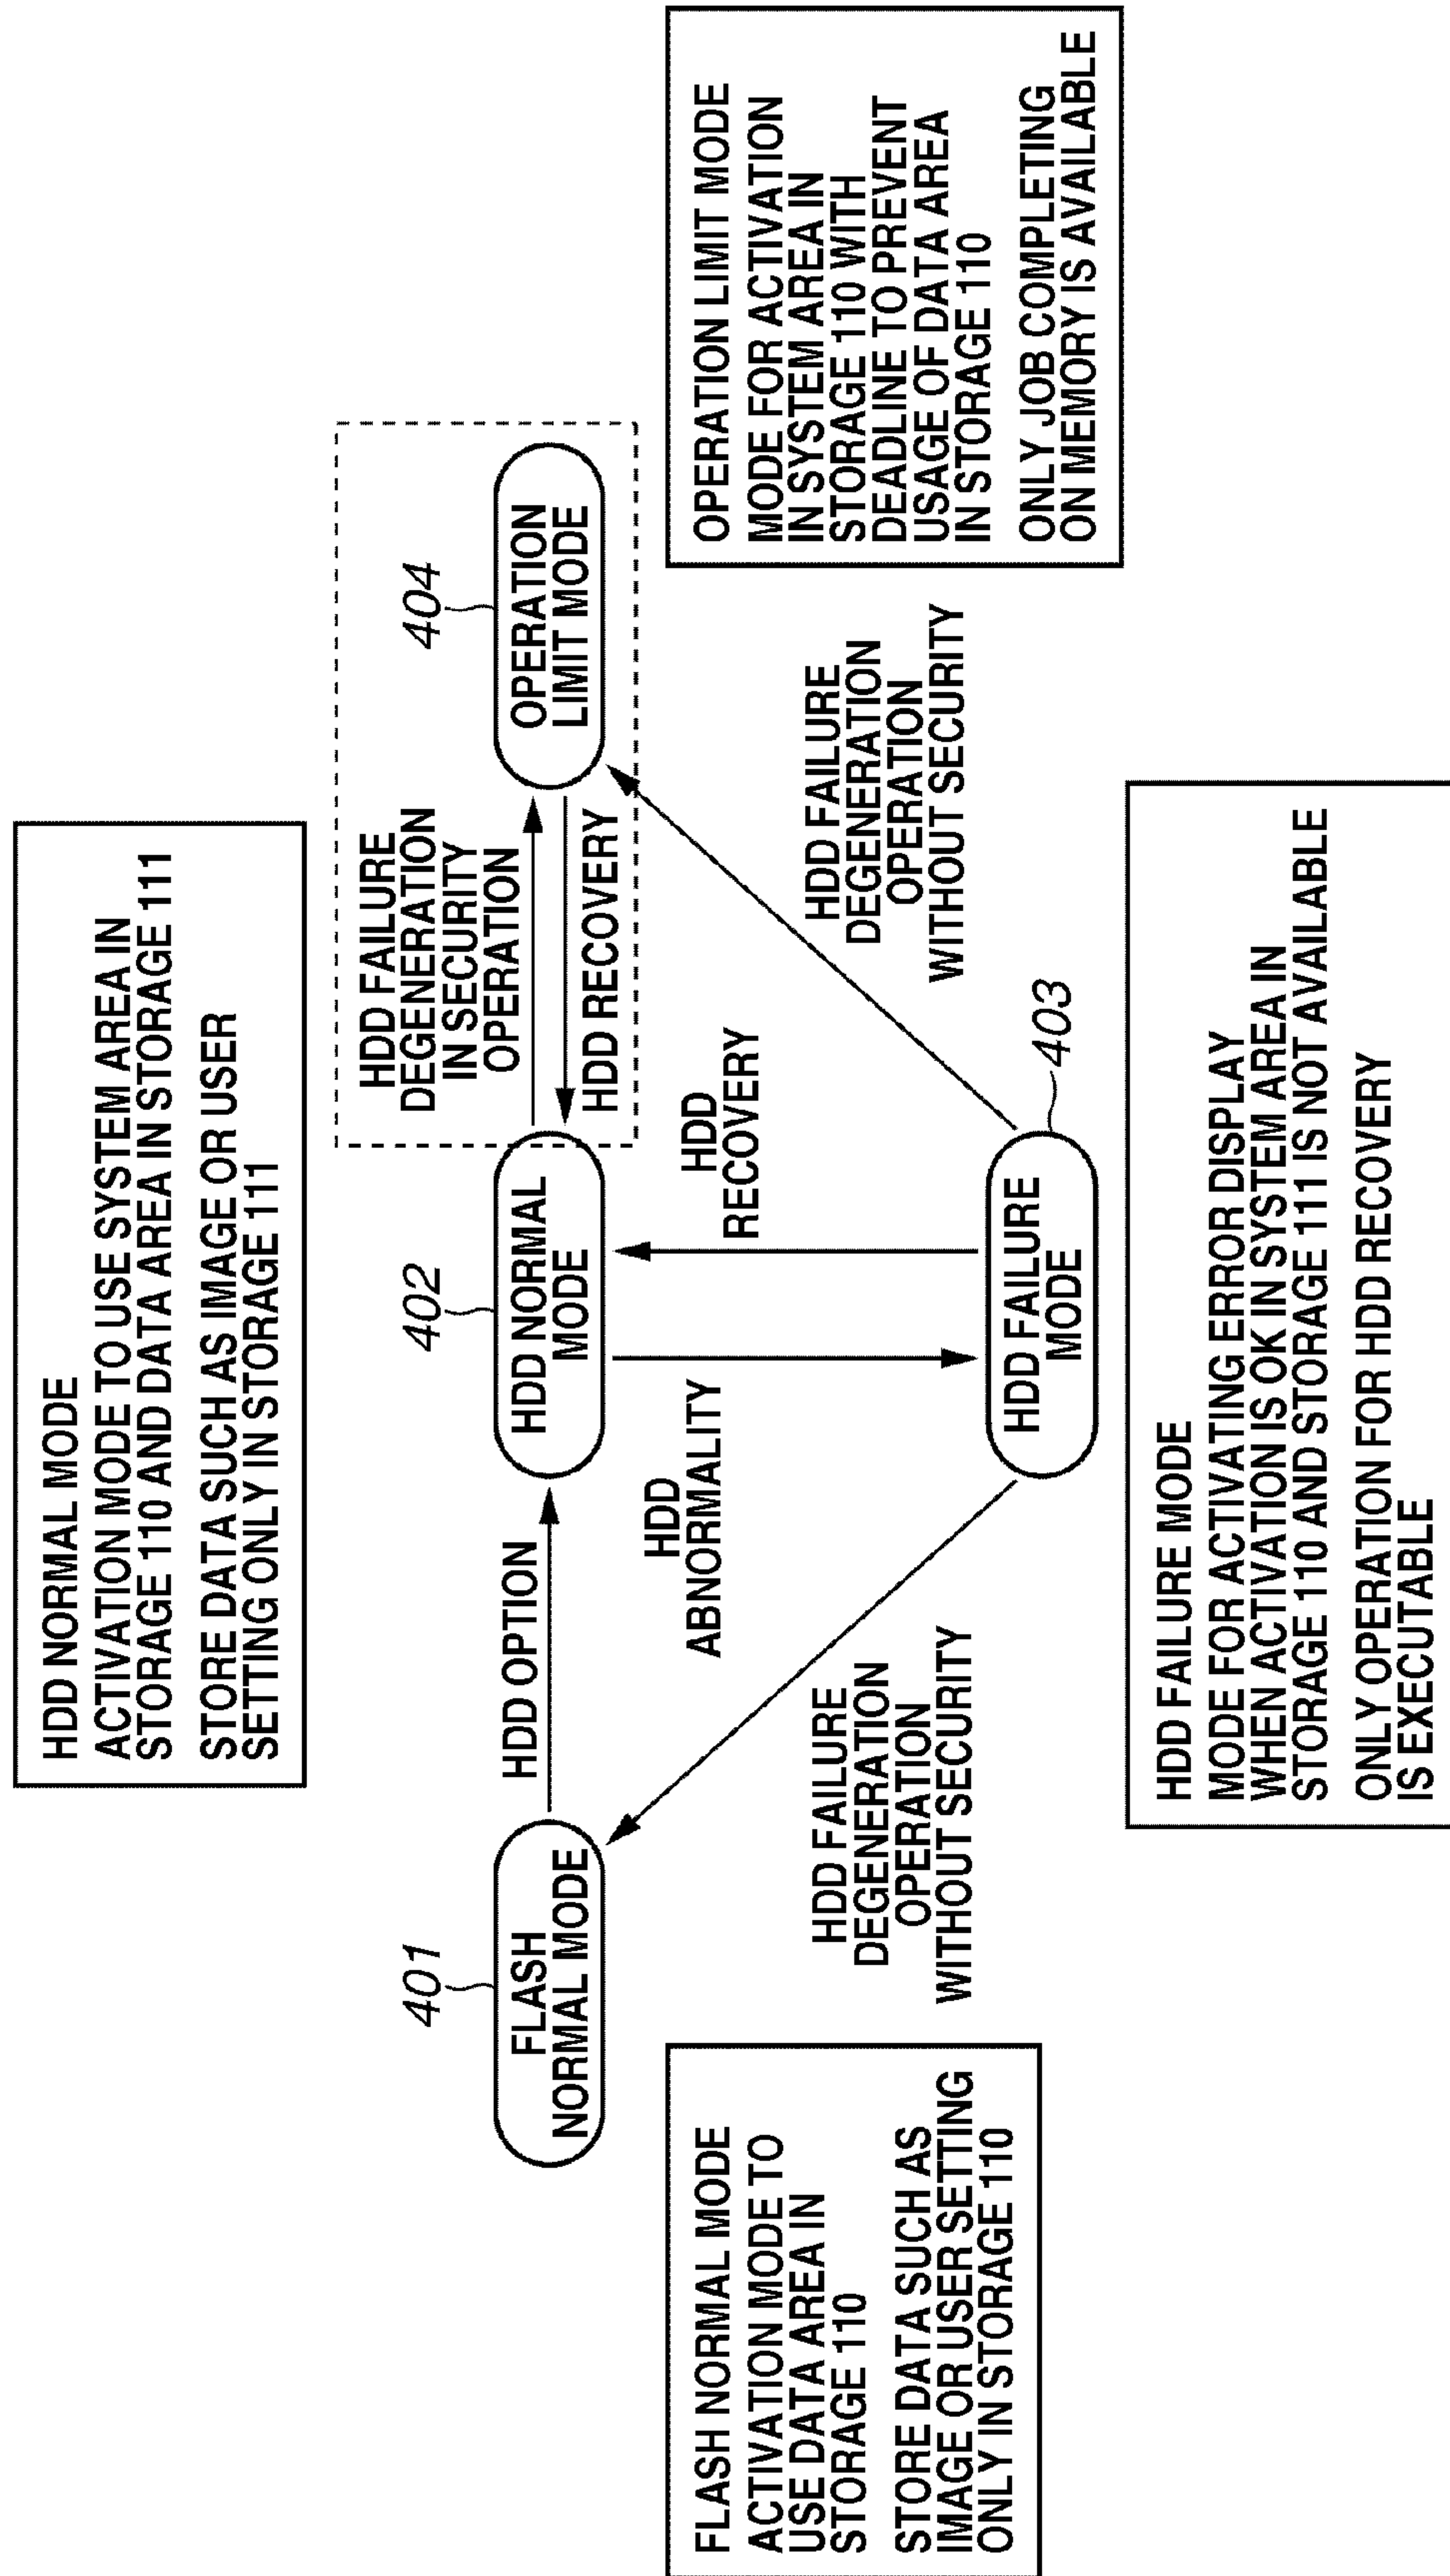 HDD NORMAL MODE
ACTIVATION MODE TO USE SYSTEM AREA IN
STORAGE 110 AND DATA AREA IN STORAGE 111
STORE DATA SUCH AS IMAGE OR USER
SETTING ONLY IN STORAGE 111
401
FLASH
NORMAL MODE
HDD OPTION
402
HDD NORMAL
MODE
HDD FAILURE
DEGENERATION
IN SECURITY
OPERATION
HDD RECOVERY
404
OPERATION
LIMIT MODE
HDD
ABNORMALITY
HDD
RECOVERY
HDD FAILURE
DEGENERATION
OPERATION
WITHOUT SECURITY
HDD FAILURE
DEGENERATION
OPERATION
WITHOUT SECURITY
403
HDD FAILURE
MODE
FLASH NORMAL MODE
ACTIVATION MODE TO
USE DATA AREA IN
STORAGE 110
STORE DATA SUCH AS
IMAGE OR USER SETTING
ONLY IN STORAGE 110
OPERATION LIMIT MODE
MODE FOR ACTIVATION
IN SYSTEM AREA IN
STORAGE 110 WITH
DEADLINE TO PREVENT
USAGE OF DATA AREA
IN STORAGE 110
ONLY JOB COMPLETING
ON MEMORY IS AVAILABLE
HDD FAILURE MODE
MODE FOR ACTIVATING ERROR DISPLAY
WHEN ACTIVATION IS OK IN SYSTEM AREA IN
STORAGE 110 AND STORAGE 111 IS NOT AVAILABLE
ONLY OPERATION FOR HDD RECOVERY
IS EXECUTABLE